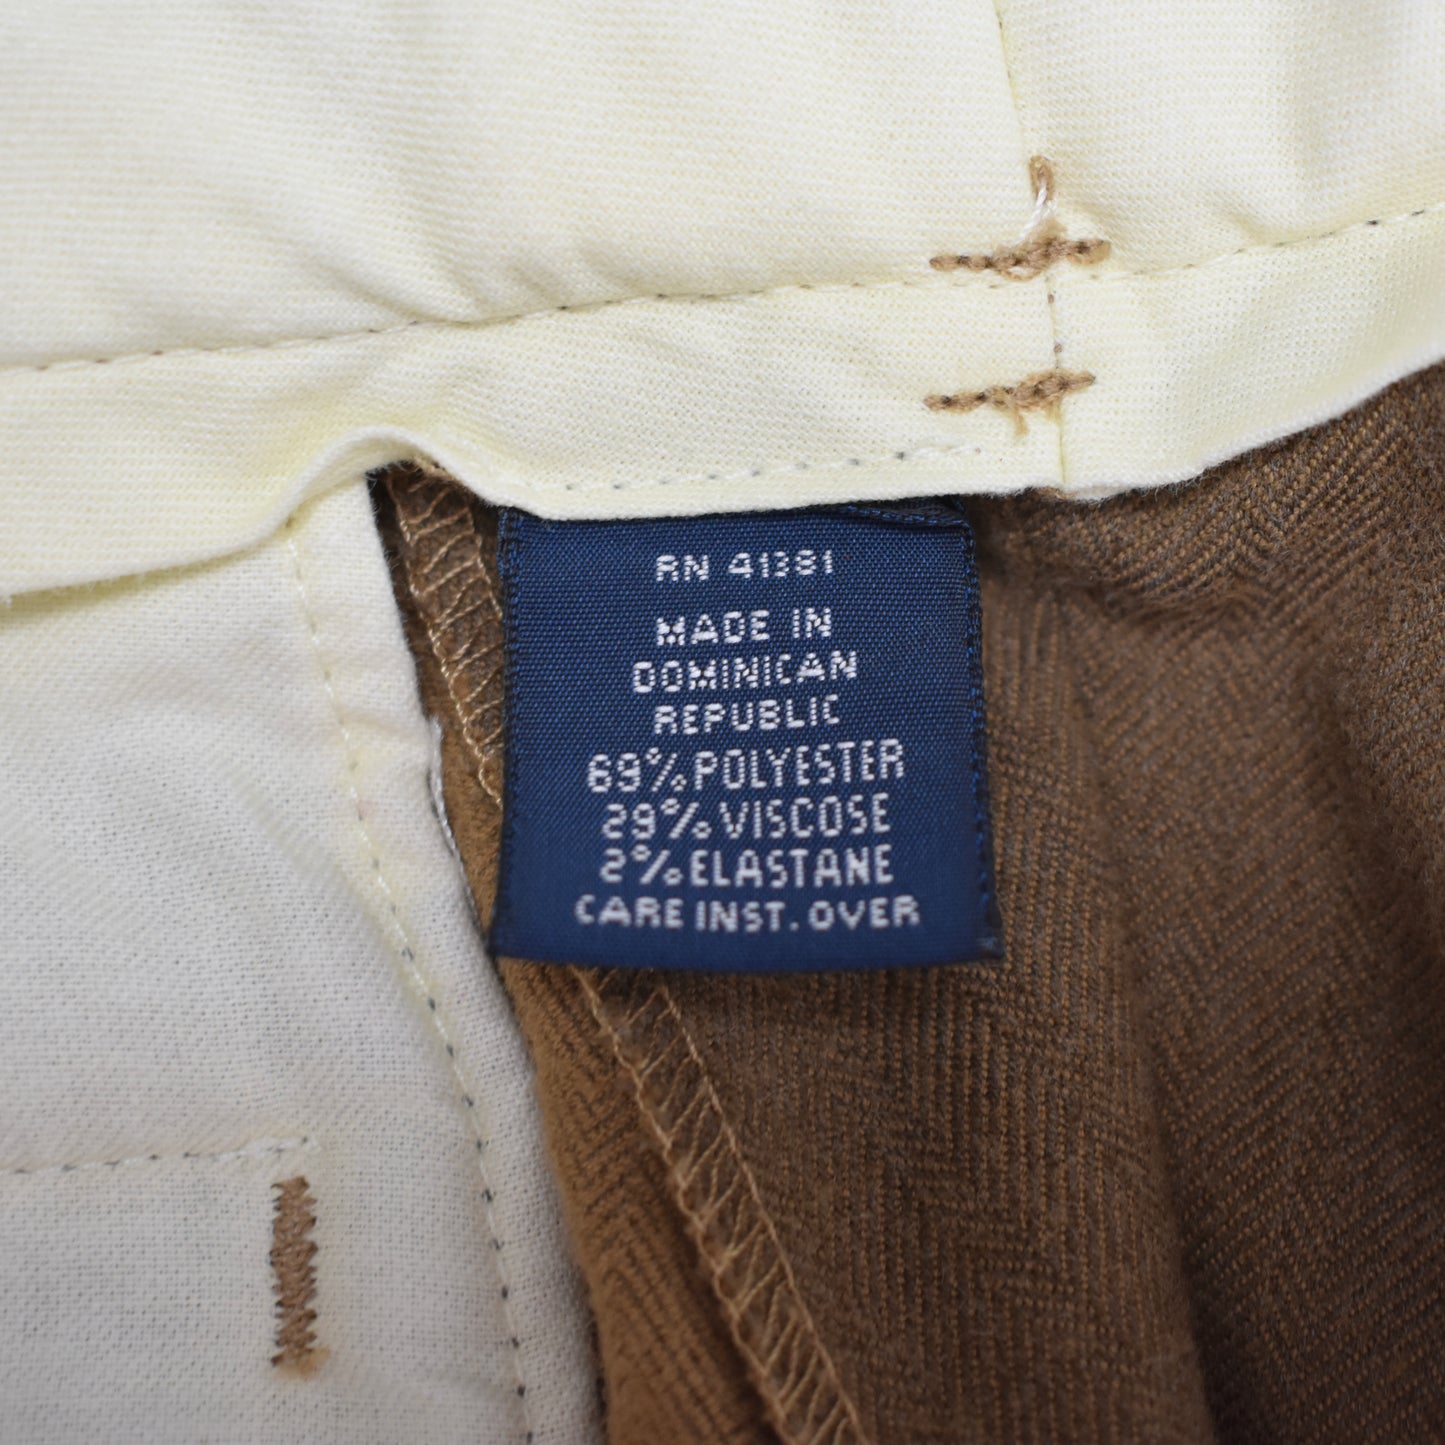 RN 41381
MADE IN
DOMINICAN
REPUBLIC
69% POLYESTER
29% VISCOSE
2% ELASTANE
CARE INST. OVER